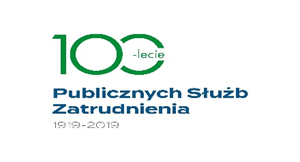 100-lecie
Publicznych Służb
Zatrudnienia
1919-2019